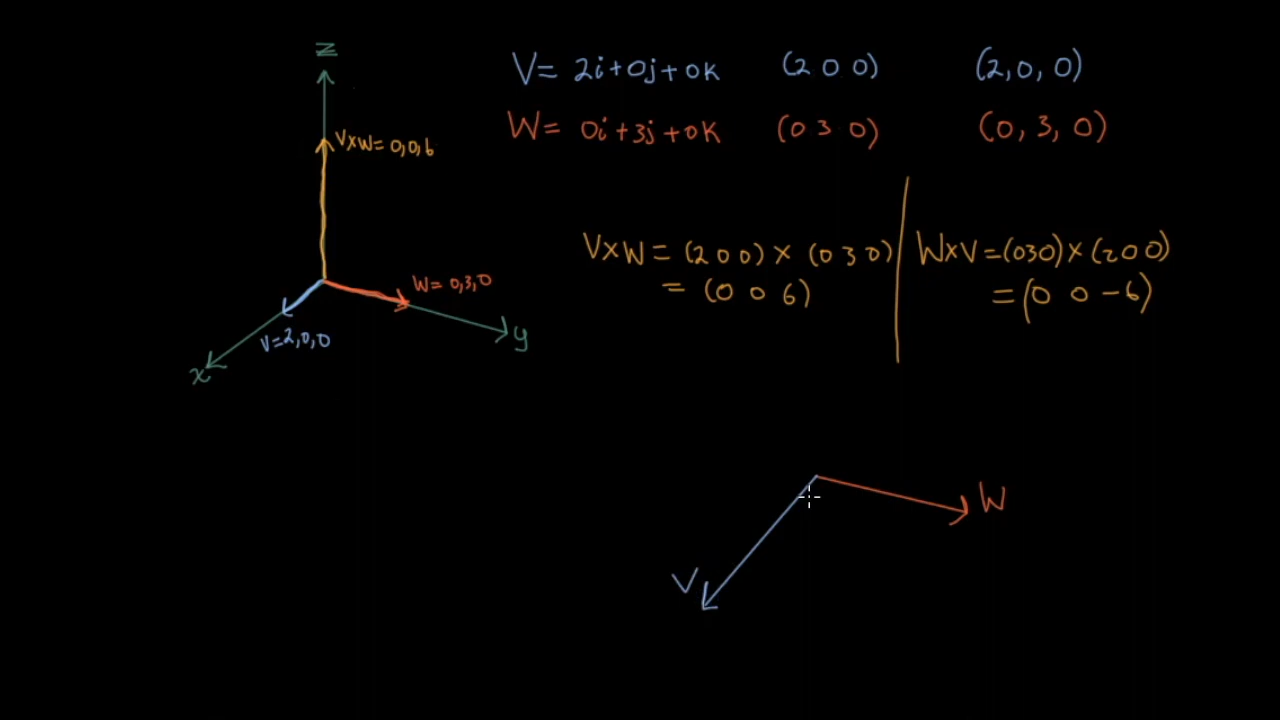 z
V= 2i+0j+0K (2 0 0) (2,0,0)
W= 0i+3j+0K (0 3 0) (0,3,0)
VxW= 0,0,6
VxW = (2 0 0) x (0 3 0)
= (0 0 6)
WxV=(030)x(200)
=(0 0 -6)
W= 0,3,0
V=2,0,0
y
x
W
V